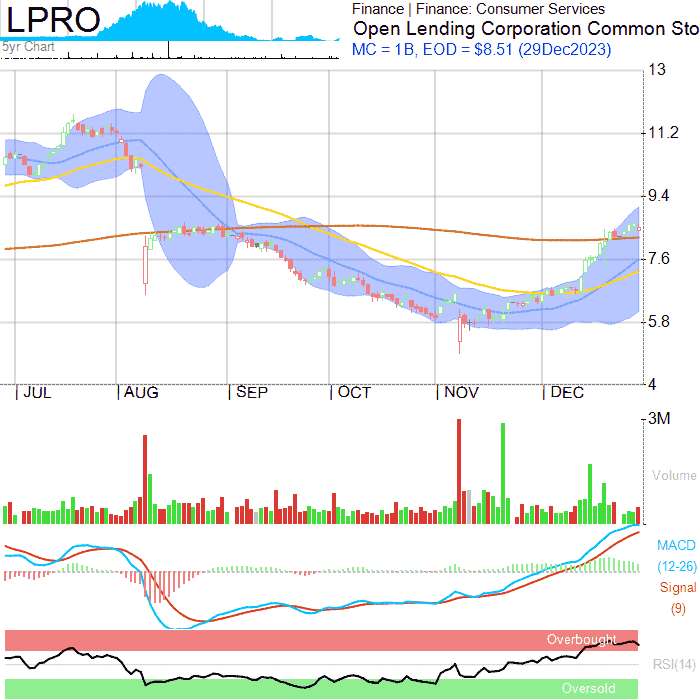 LPRO
5yr Chart
Finance | Finance: Consumer Services
Open Lending Corporation Common Sto
MC = 1B, EOD = $8.51 (29Dec2023)
13
11.2
9.4
7.6
5.8
4
JUL AUG SEP OCT NOV DEC
3M
Volume
MACD
(12-26)
Signal
(9)
Overbought
RSI(14)
Oversold